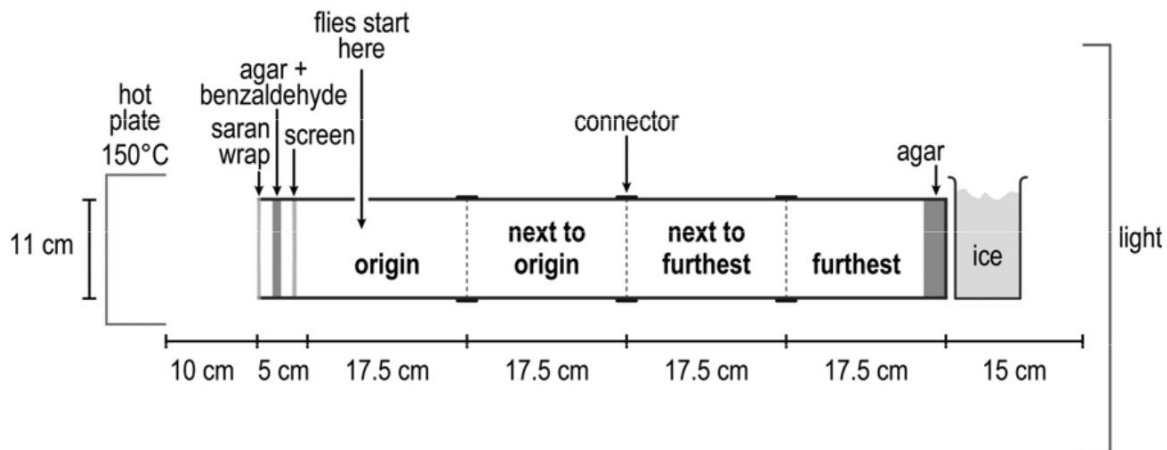 flies start
here
agar +
benzaldehyde
hot
plate
150°C
saran
wrap
screen
connector
agar
11 cm
origin
next to
origin
next to
furthest
furthest
ice
light
10 cm
5 cm
17.5 cm
17.5 cm
17.5 cm
17.5 cm
15 cm